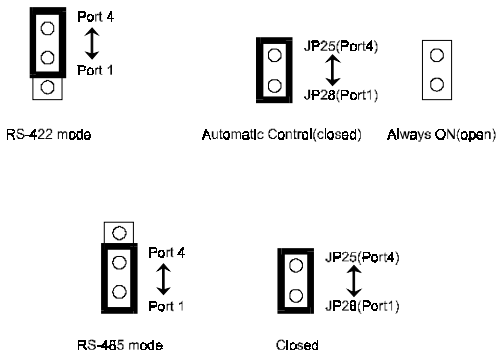 Port 4
Port 1
JP25(Port4)
JP28(Port1)
RS-422 mode
Automatic Control(closed)
Always ON(open)
Port 4
Port 1
JP25(Port4)
JP28(Port1)
RS-485 mode
Closed